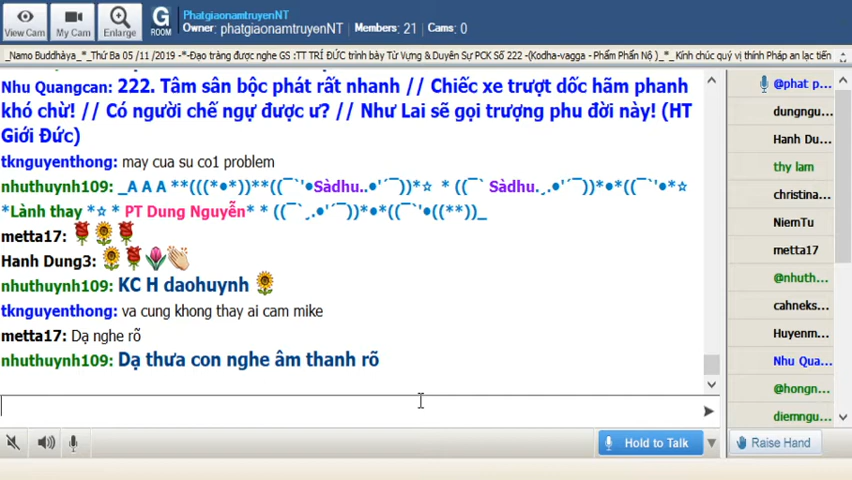 View Cam
My Cam
Enlarge
G
ROOM
PhatgiaonamtruyenNT
Owner: phatgiaonamtruyenNT   Members: 21   Cams: 0
_Namo Buddhàya_*_Thứ Ba 05 /11 /2019 -*-Đạo tràng được nghe GS :TT TRÍ ĐỨC trình bày Từ Vựng & Duyên Sự PCK Số 222 -(Kodha-vagga - Phẩm Phẫn Nộ )_*_Kính chúc quý vị thính Pháp an lạc tiến
Nhu Quangcan: 222. Tâm sân bộc phát rất nhanh // Chiếc xe trượt dốc hãm phanh
khó chừ! // Có người chế ngự được ư? // Như Lai sẽ gọi trượng phu đời này! (HT
Giới Đức)
tknguyenthong: may cua su co1 problem
nhuthuynh109: _A A A **(((*•*))**((¯`'•Sàdhu..•'´¯))*☆ * ((¯` Sàdhu.¸.•'´¯))*•*((¯`'•*☆
*Lành thay *☆ * PT Dung Nguyễn* * ((¯`¸.•'´¯))*•*((¯`'•((**))_
metta17: 🌹🌻🌹
Hanh Dung3: 🌻🌹🌷👏
nhuthuynh109: KC H daohuynh 🌻
tknguyenthong: va cung khong thay ai cam mike
metta17: Dạ nghe rõ
nhuthuynh109: Dạ thưa con nghe âm thanh rõ
@phat p...
dungngu...
Hanh Du...
thy lam
christina...
NiemTu
metta17
@nhuth...
cahneks...
Huyenm...
Nhu Qua...
@hongn...
diemngu...
Hold to Talk
Raise Hand